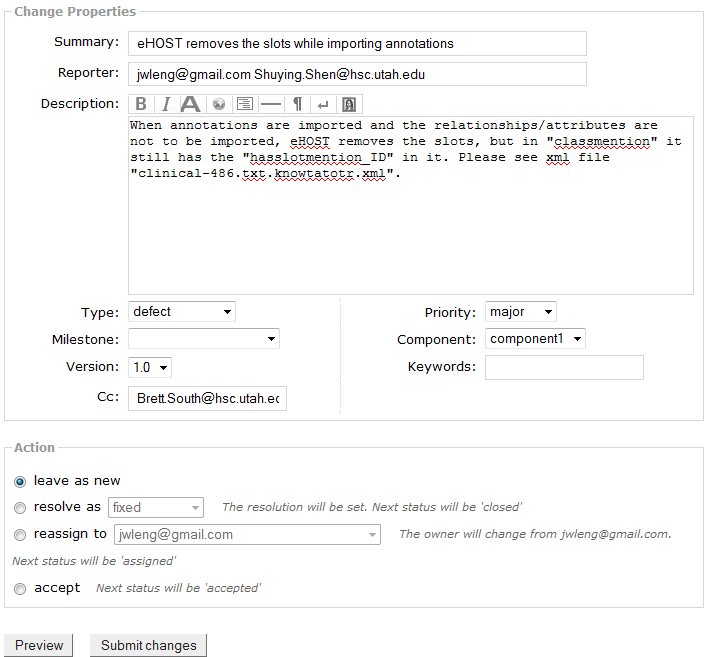 Change Properties
Summary: eHOST removes the slots while importing annotations
Reporter: jwleng@gmail.com Shuying.Shen@hsc.utah.edu
Description: B I A ¶
When annotations are imported and the relationships/attributes are
not to be imported, eHOST removes the slots, but in "classmention" it
still has the "hasslotmention_ID" in it. Please see xml file
"clinical-486.txt.knowtatotr.xml".
Type: defect Priority: major
Milestone: Component: component1
Version: 1.0 Keywords:
Cc: Brett.South@hsc.utah.ec
Action
leave as new
resolve as fixed The resolution will be set. Next status will be 'closed'
reassign to jwleng@gmail.com The owner will change from jwleng@gmail.com.
Next status will be 'assigned'
accept Next status will be 'accepted'
Preview Submit changes